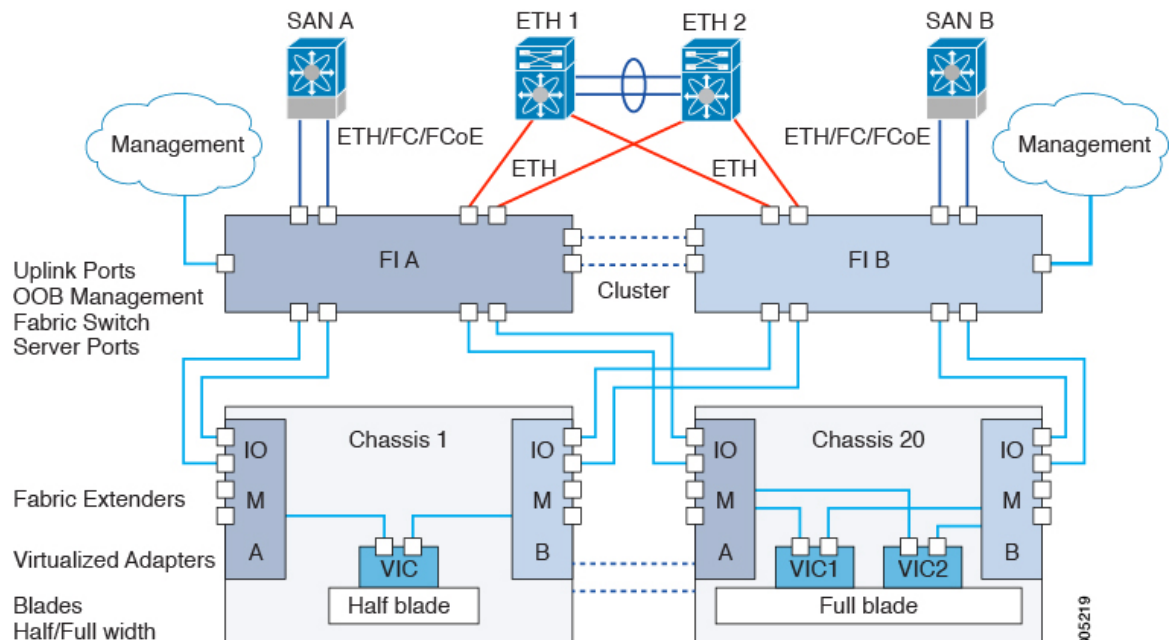 SAN A
ETH 1
ETH 2
SAN B
Management
ETH/FC/FCoE
ETH
ETH
ETH/FC/FCoE
Management
FI A
FI B
Cluster
Uplink Ports
OOB Management
Fabric Switch
Server Ports
IO
M
A
Chassis 1
IO
M
B
IO
M
A
Chassis 20
IO
M
B
Fabric Extenders
Virtualized Adapters
VIC
VIC1
VIC2
Blades
Half/Full width
Half blade
Full blade
05219